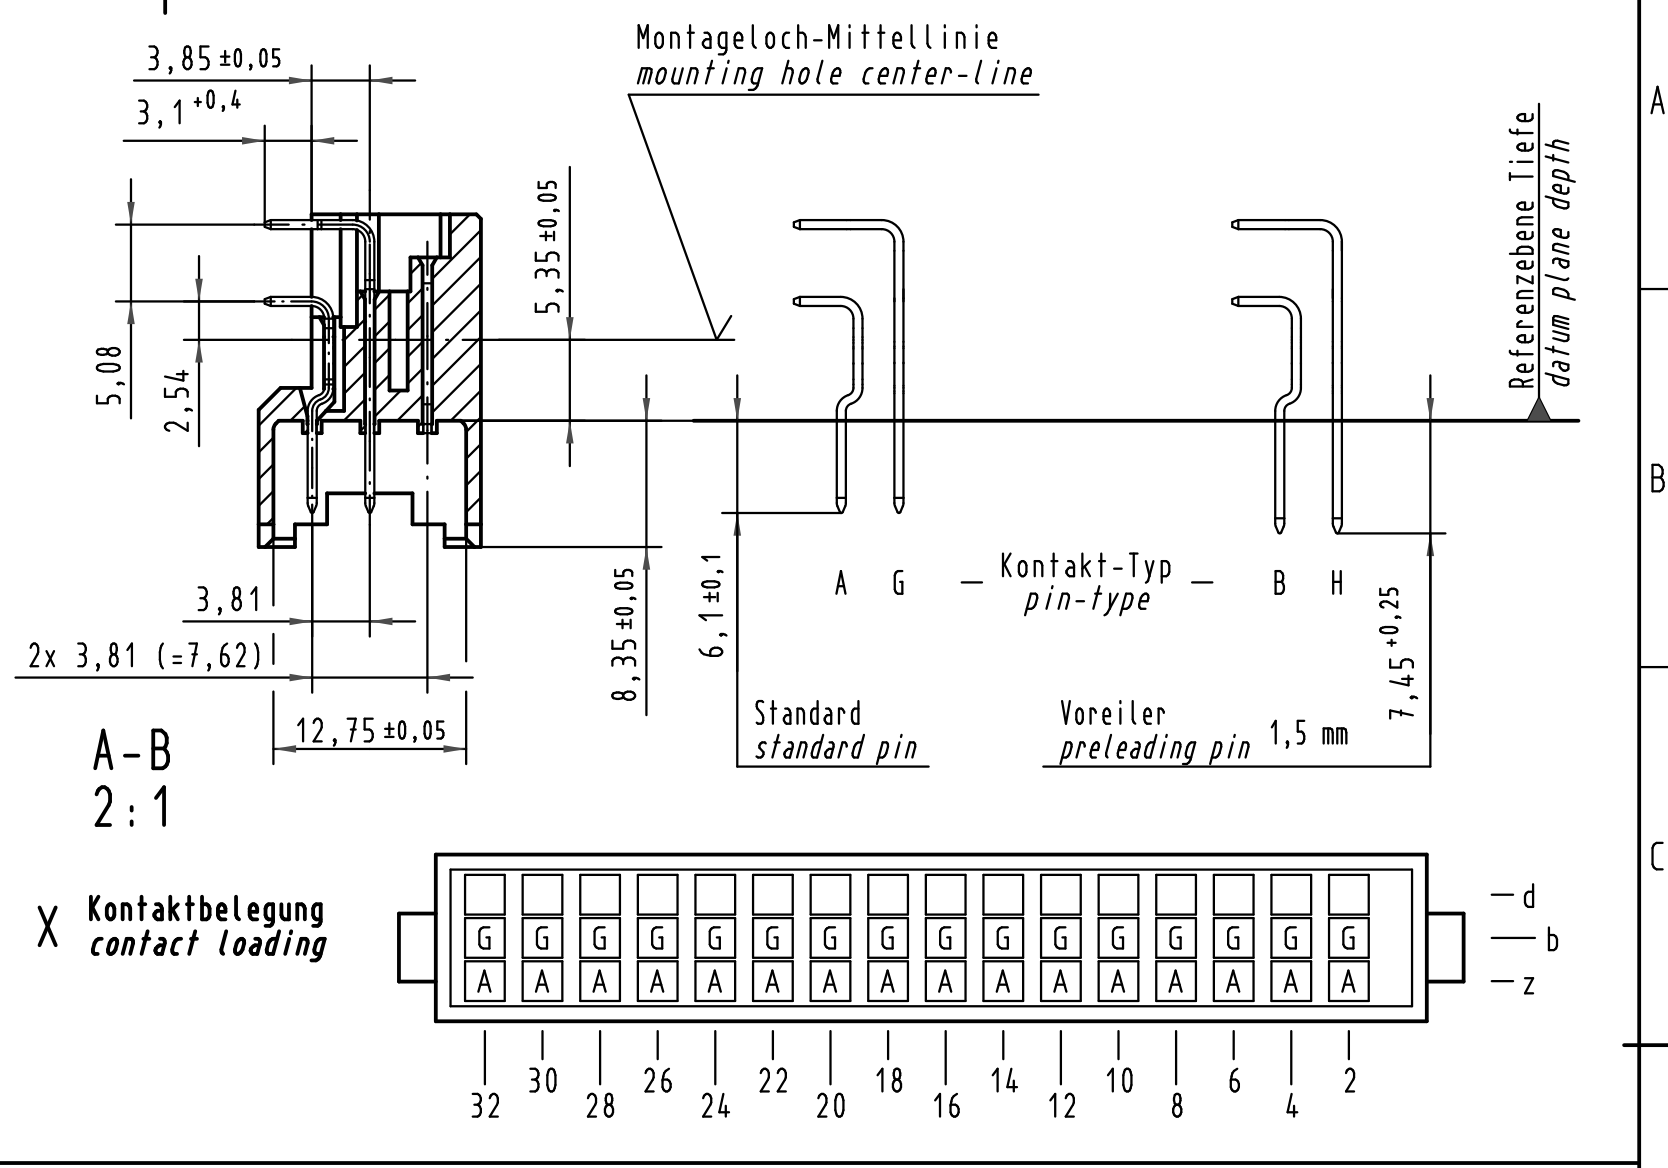 3,85 ±0,05
3,1 +0,4
Montageloch-Mittellinie
mounting hole center-line
A
Referenzebene Tiefe
datum plane depth
5,35 ±0,05
5,08
2,54
B
A G — Kontakt-Typ — B H
pin-type
3,81
2x 3,81 (=7,62)
12,75 ±0,05
8,35 ±0,05
6,1 ±0,1
7,45 +0,25
Standard
standard pin
Voreiler
preleading pin 1,5 mm
A-B
2:1
C
X Kontaktbelegung
contact loading
d
G G G G G G G G G G G G G G G G b
A A A A A A A A A A A A A A A A z
30 26 22 18 14 10 6 2
32 28 24 20 16 12 8 4